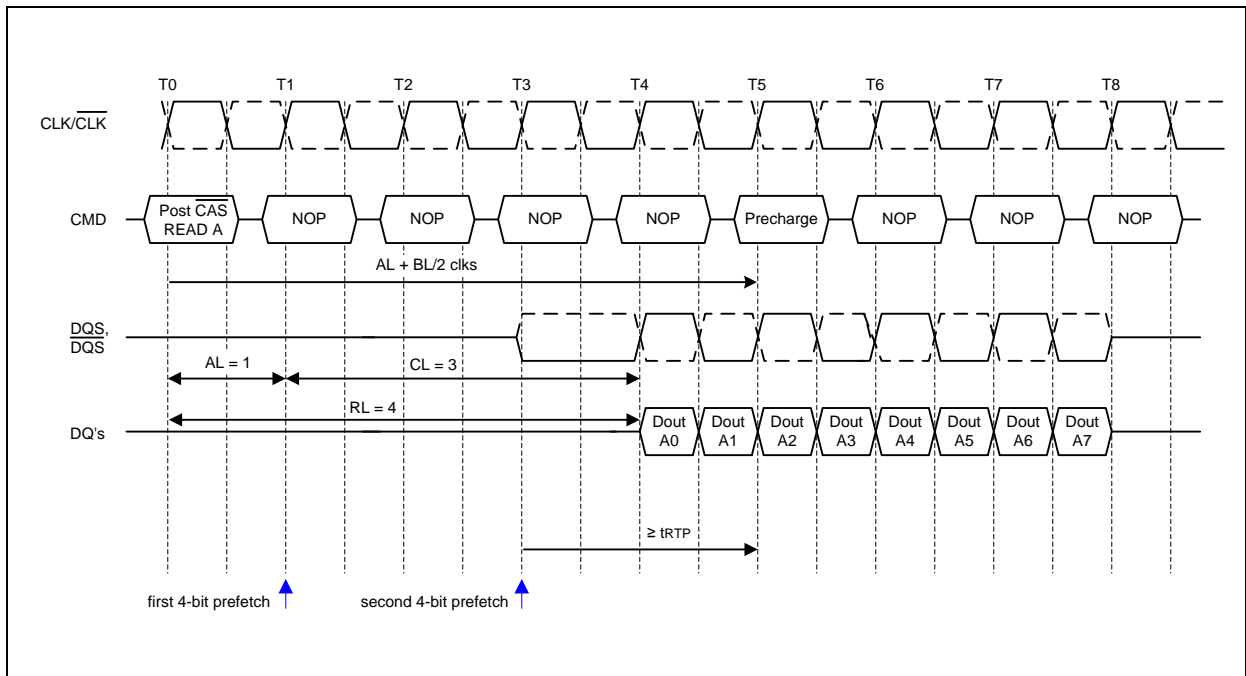 T0 T1 T2 T3 T4 T5 T6 T7 T8
CLK/CLK
CMD
Post CAS
READ A
NOP NOP NOP NOP Precharge NOP NOP NOP
AL + BL/2 clks
DQS,
DQS
AL = 1 CL = 3
RL = 4
DQ's
Dout Dout Dout Dout Dout Dout Dout Dout
A0 A1 A2 A3 A4 A5 A6 A7
≥ tRTP
first 4-bit prefetch second 4-bit prefetch